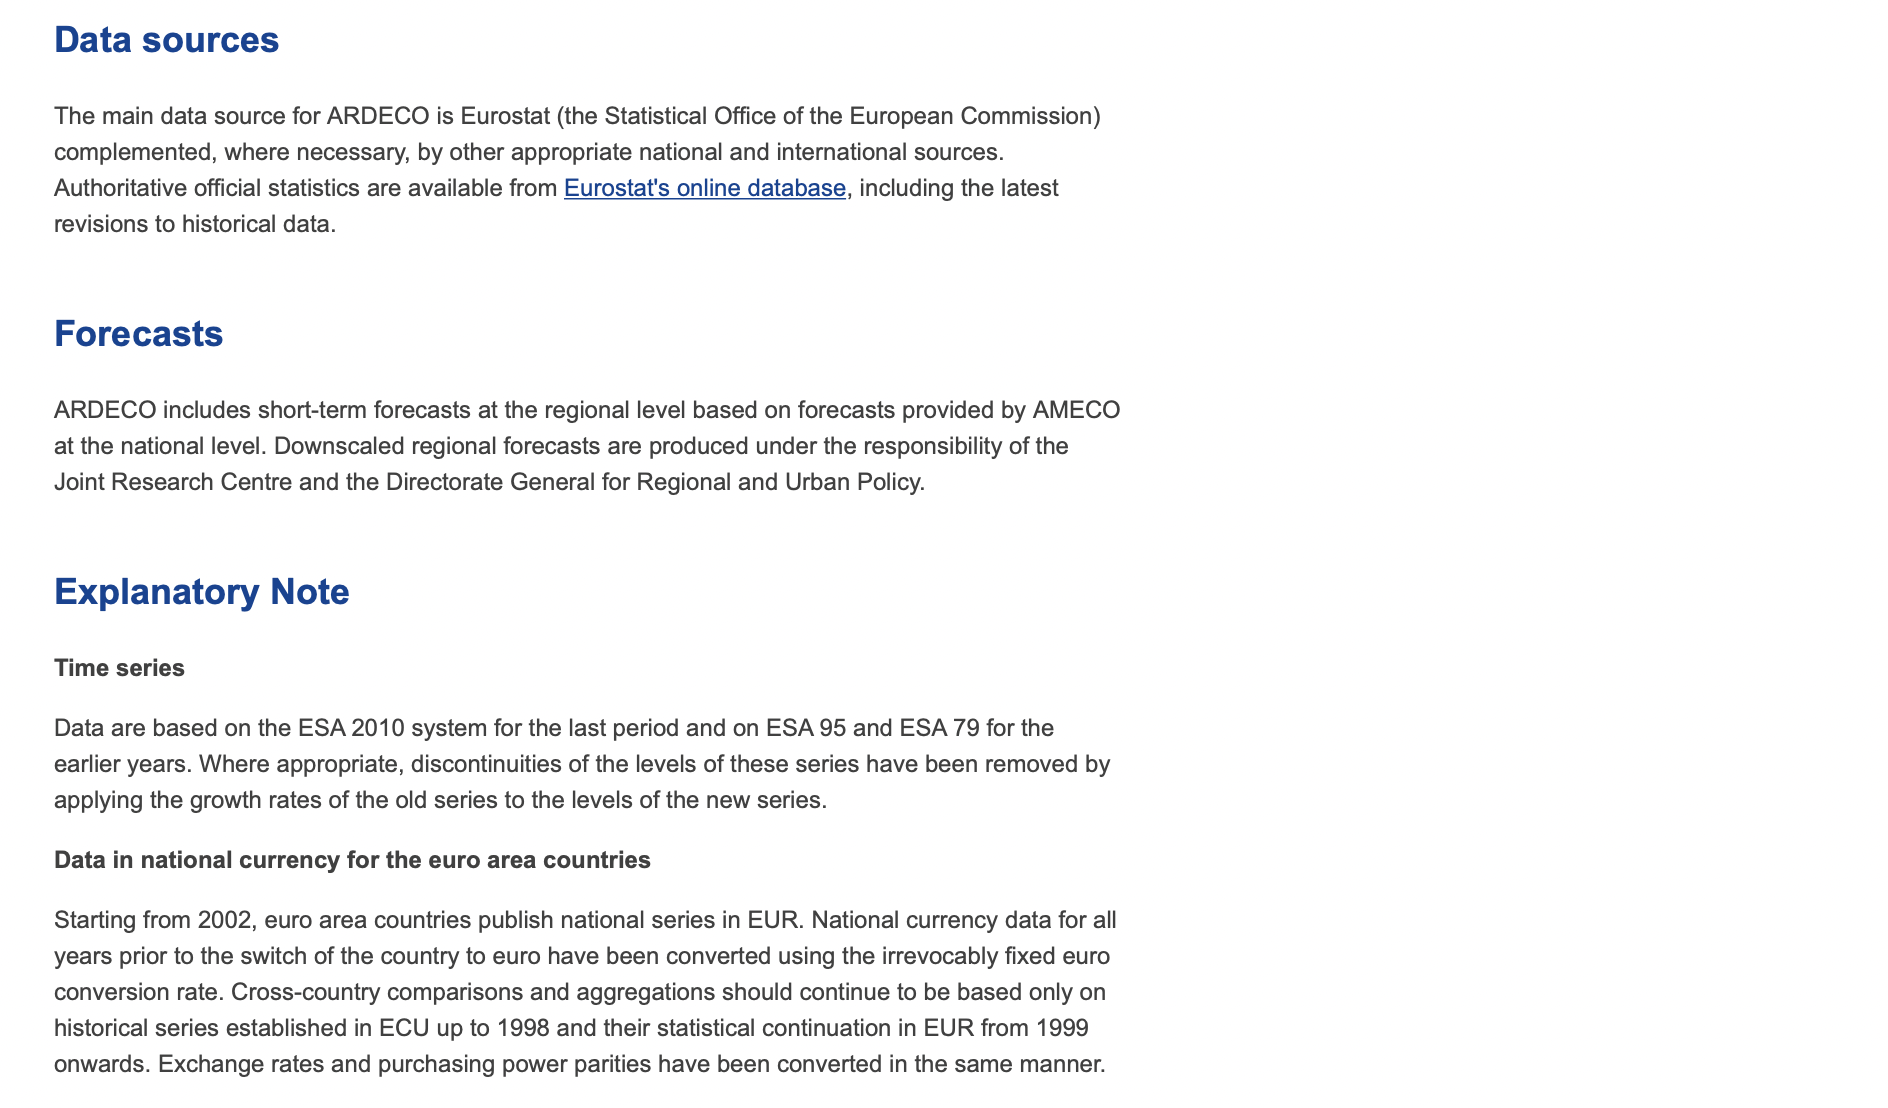 Data sources
The main data source for ARDECO is Eurostat (the Statistical Office of the European Commission)
complemented, where necessary, by other appropriate national and international sources.
Authoritative official statistics are available from Eurostat's online database, including the latest
revisions to historical data.
Forecasts
ARDECO includes short-term forecasts at the regional level based on forecasts provided by AMECO
at the national level. Downscaled regional forecasts are produced under the responsibility of the
Joint Research Centre and the Directorate General for Regional and Urban Policy.
Explanatory Note
Time series
Data are based on the ESA 2010 system for the last period and on ESA 95 and ESA 79 for the
earlier years. Where appropriate, discontinuities of the levels of these series have been removed by
applying the growth rates of the old series to the levels of the new series.
Data in national currency for the euro area countries
Starting from 2002, euro area countries publish national series in EUR. National currency data for all
years prior to the switch of the country to euro have been converted using the irrevocably fixed euro
conversion rate. Cross-country comparisons and aggregations should continue to be based only on
historical series established in ECU up to 1998 and their statistical continuation in EUR from 1999
onwards. Exchange rates and purchasing power parities have been converted in the same manner.